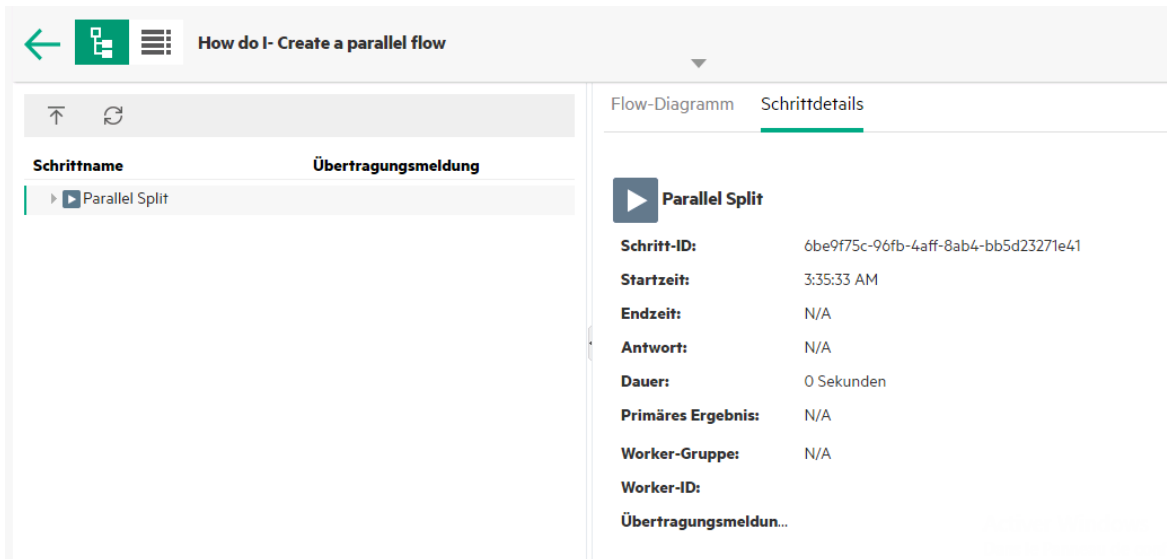 How do I- Create a parallel flow
Flow-Diagramm Schrittdetails
Schrittname Übertragungsmeldung
Parallel Split
Parallel Split
Schritt-ID: 6be9f75c-96fb-4aff-8ab4-bb5d23271e41
Startzeit: 3:35:33 AM
Endzeit: N/A
Antwort: N/A
Dauer: 0 Sekunden
Primäres Ergebnis: N/A
Worker-Gruppe: N/A
Worker-ID:
Übertragungsmeldun...